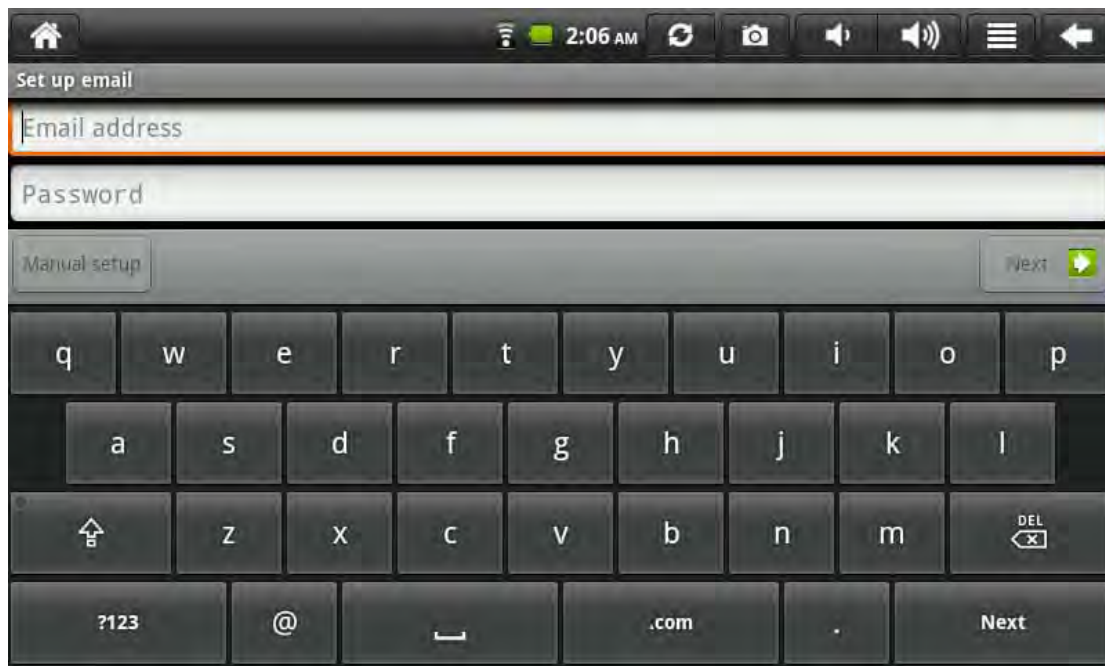 2:06 AM
Set up email
Email address
Password
Manual setup Next
q w e r t y u i o p
a s d f g h j k l
z x c v b n m DEL
?123 @ .com . Next